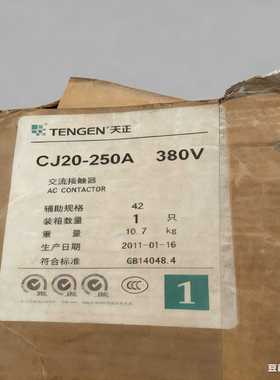 TENGEN 天正
CJ20-250A 380V
交流接触器
AC CONTACTOR
辅助规格 42
装箱数量 1 只
重量 10.7 kg
生产日期 2011-01-16
符合标准 GB14048.4
1